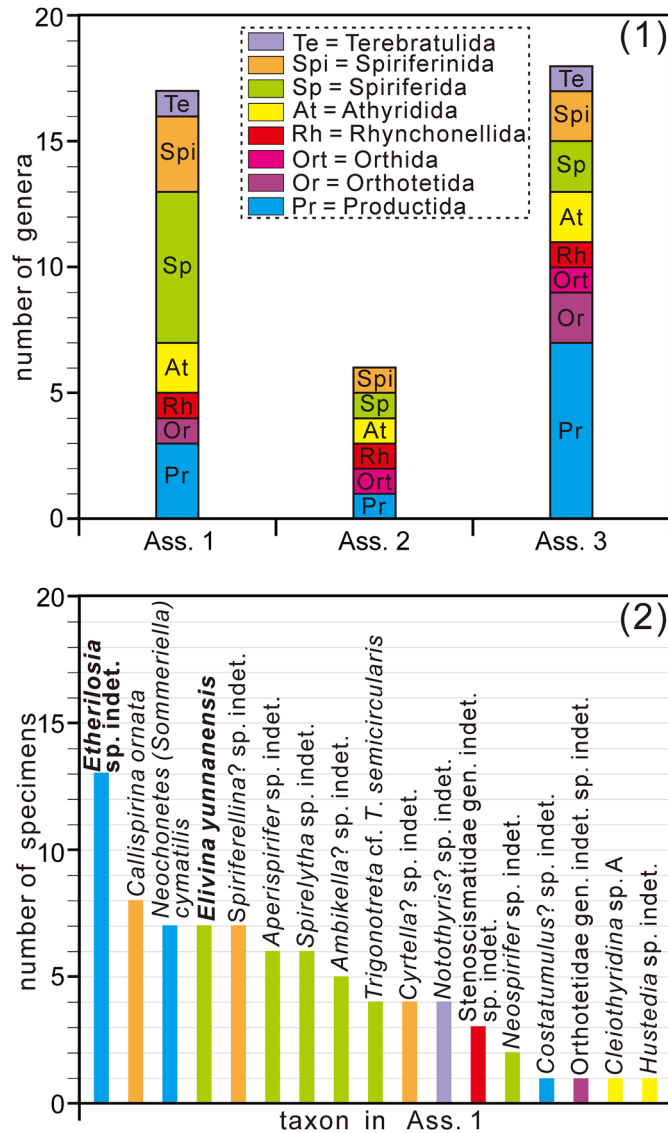 (1)
20
15
10
5
0
number of genera
Te = Terebratulida
Spi = Spiriferinida
Sp = Spiriferida
At = Athyridida
Rh = Rhynchonellida
Ort = Orthida
Or = Orthotetida
Pr = Productida
Te
Spi
Sp
At
Rh
Or
Pr
Spi
Sp
At
Rh
Ort
Pr
Te
Spi
Sp
At
Rh
Ort
Or
Pr
Ass. 1
Ass. 2
Ass. 3
(2)
20
15
10
5
0
number of specimens
Etherilosia
sp. indet.
Callispirina ornata
Neochonetes (Sommeriella)
cymatilis
Elivina yunnanensis
Spiriferellina? sp. indet.
Aperispirifer sp. indet.
Spirelytha sp. indet.
Ambikella? sp. indet.
Trigonotreta cf. T. semicircularis
Cyrtella? sp. indet.
Notothyris? sp. indet.
Stenoscismatidae gen. indet.
sp. indet.
Neospirifer sp. indet.
Costatumulus? sp. indet.
Orthotetidae gen. indet. sp. indet.
Cleiothyridina sp. A
Hustedia sp. indet.
taxon in Ass. 1